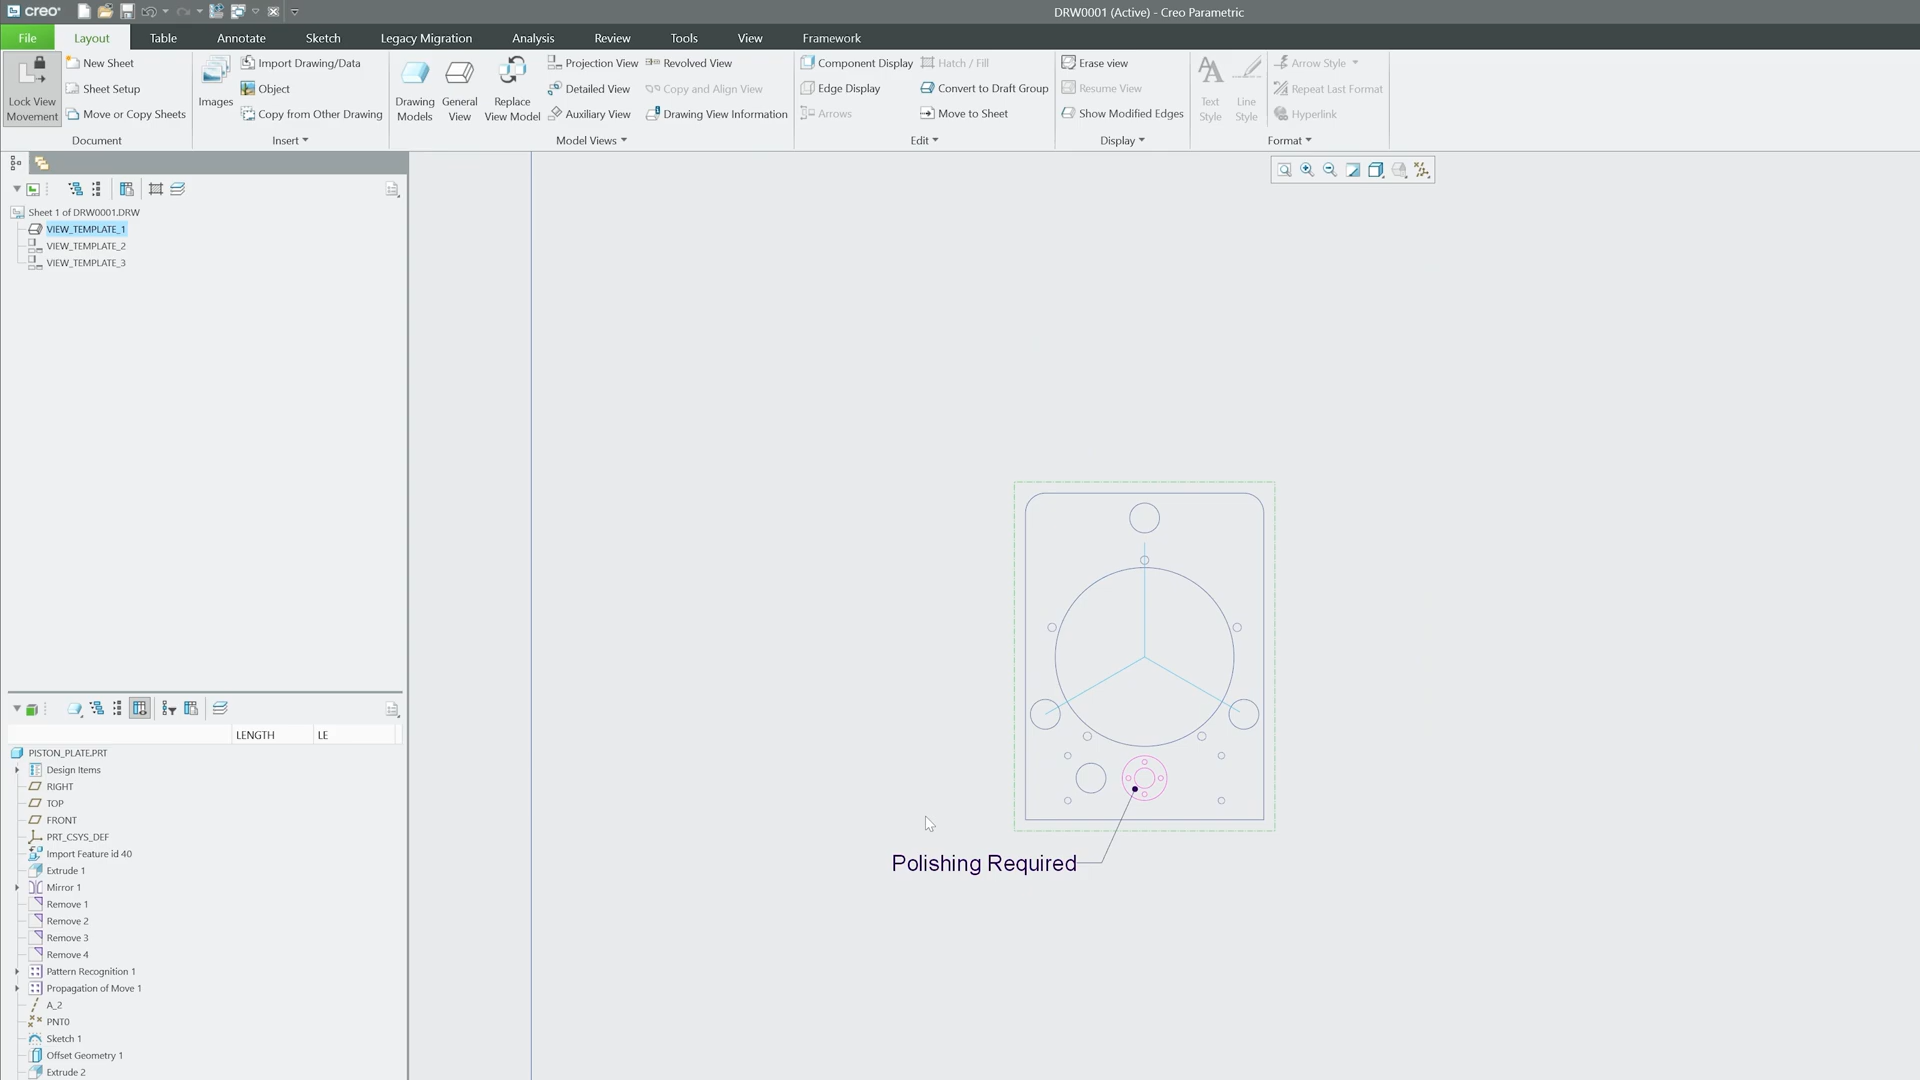 creo
DRW0001 (Active) - Creo Parametric
File
Layout
Table
Annotate
Sketch
Legacy Migration
Analysis
Review
Tools
View
Framework
Lock View
Movement
New Sheet
Sheet Setup
Move or Copy Sheets
Document
Images
Import Drawing/Data
Object
Copy from Other Drawing
Insert
Drawing
Models
General
View
Replace
View Model
Projection View
Detailed View
Auxiliary View
Revolved View
Copy and Align View
Drawing View Information
Model Views
Component Display
Edge Display
Arrows
Hatch / Fill
Convert to Draft Group
Move to Sheet
Edit
Erase view
Resume View
Show Modified Edges
Display
Text
Style
Line
Style
Arrow Style
Repeat Last Format
Hyperlink
Format
Sheet 1 of DRW0001.DRW
VIEW_TEMPLATE_1
VIEW_TEMPLATE_2
VIEW_TEMPLATE_3
LENGTH
LE
PISTON_PLATE.PRT
Design Items
RIGHT
TOP
FRONT
PRT_CSYS_DEF
Import Feature id 40
Extrude 1
Mirror 1
Remove 1
Remove 2
Remove 3
Remove 4
Pattern Recognition 1
Propagation of Move 1
A_2
PNT0
Sketch 1
Offset Geometry 1
Extrude 2
Polishing Required